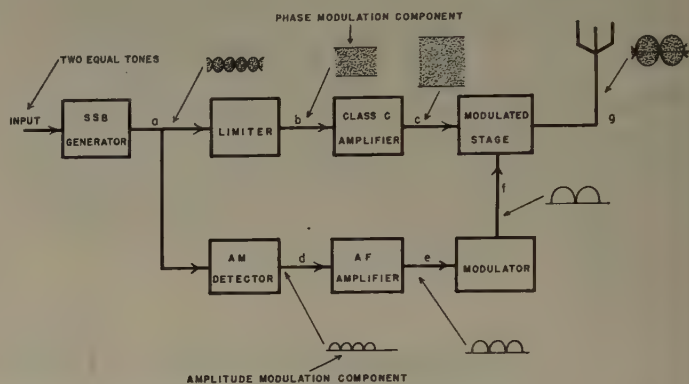 PHASE MODULATION COMPONENT
TWO EQUAL TONES
INPUT
SSB
GENERATOR
a
LIMITER
b
CLASS C
AMPLIFIER
c
MODULATED
STAGE
g
f
AM
DETECTOR
d
AF
AMPLIFIER
e
MODULATOR
AMPLITUDE MODULATION COMPONENT